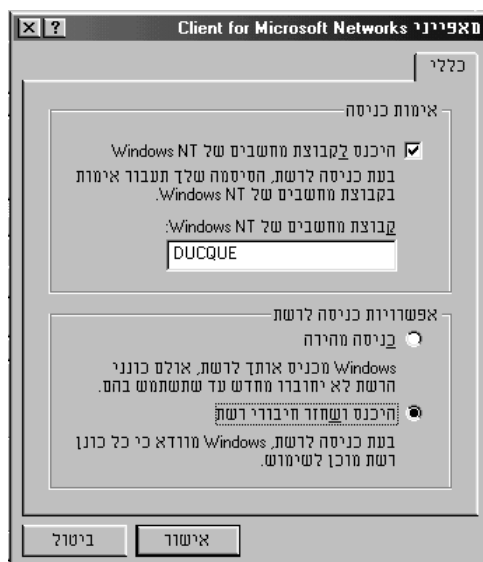 מאפייני Client for Microsoft Networks
כללי
אימות כניסה
היכנס לקבוצת מחשבים של Windows NT
בעת כניסה לרשת, הסיסמה שלך תעבור אימות
בקבוצת מחשבים של Windows NT.
קבוצת מחשבים של Windows NT:
DUCQUE
אפשרויות כניסה לרשת
כניסה מהירה
Windows מכניס אותך לרשת, אולם כונני
הרשת לא יחוברו מחדש עד שתשתמש בהם.
היכנס ושחזר חיבורי רשת
בעת כניסה לרשת, Windows מוודא כי כל כונן
רשת מוכן לשימוש.
אישור
ביטול